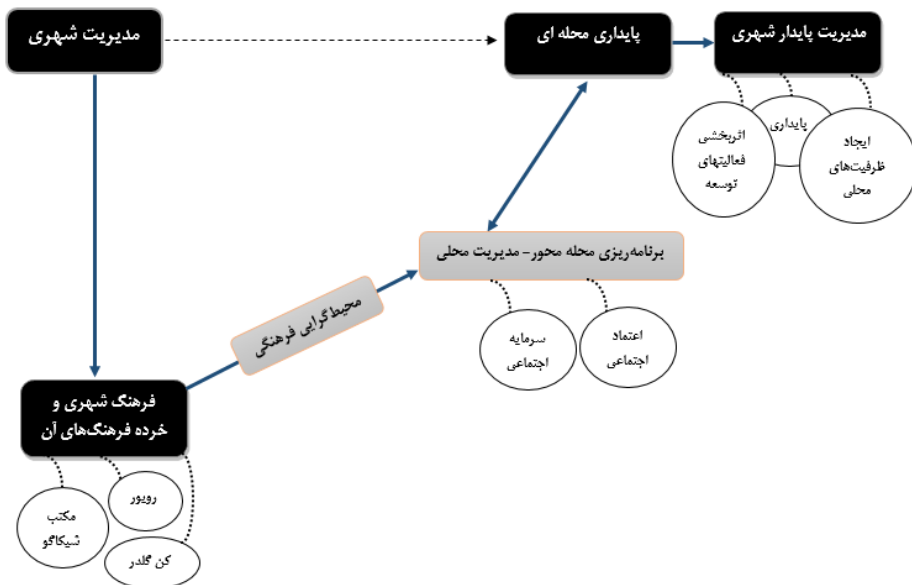 مدیریت شهری
پایداری محله ای
مدیریت پایدار شهری
اثربخشی
فعالیتهای
توسعه
پایداری
ایجاد
ظرفیت‌های
محلی
برنامه‌ریزی محله محور - مدیریت محلی
سرمایه
اجتماعی
اعتماد
اجتماعی
محیط‌گرایی فرهنگی
فرهنگ شهری و
خرده فرهنگ‌های آن
مکتب
شیکاگو
رویور
کن گلدر